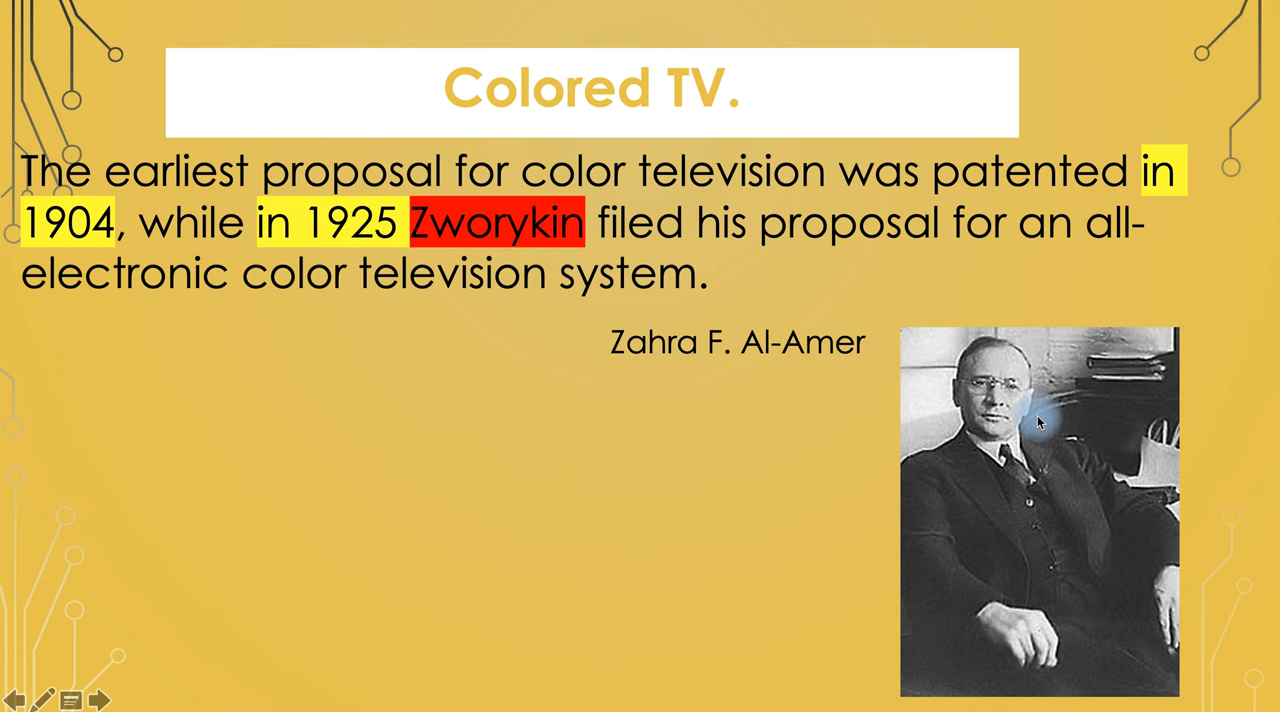 Colored TV.
The earliest proposal for color television was patented in
1904, while in 1925 Zworykin filed his proposal for an all-
electronic color television system.
Zahra F. Al-Amer